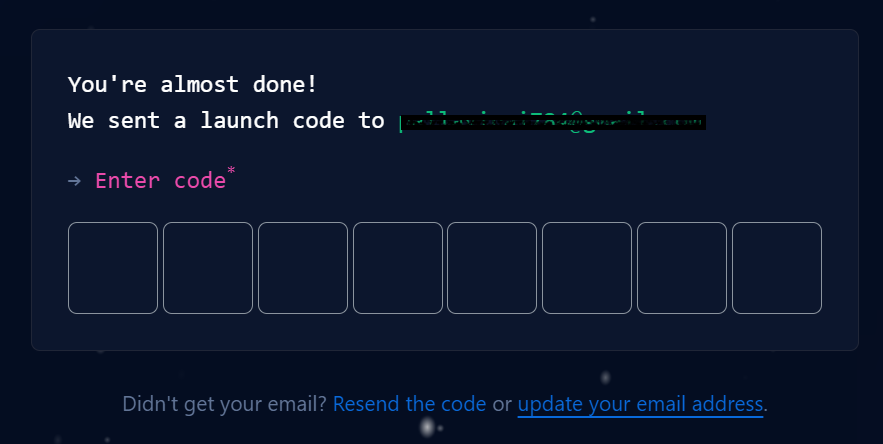 You're almost done!
We sent a launch code to
→ Enter code*
Didn't get your email? Resend the code or update your email address.